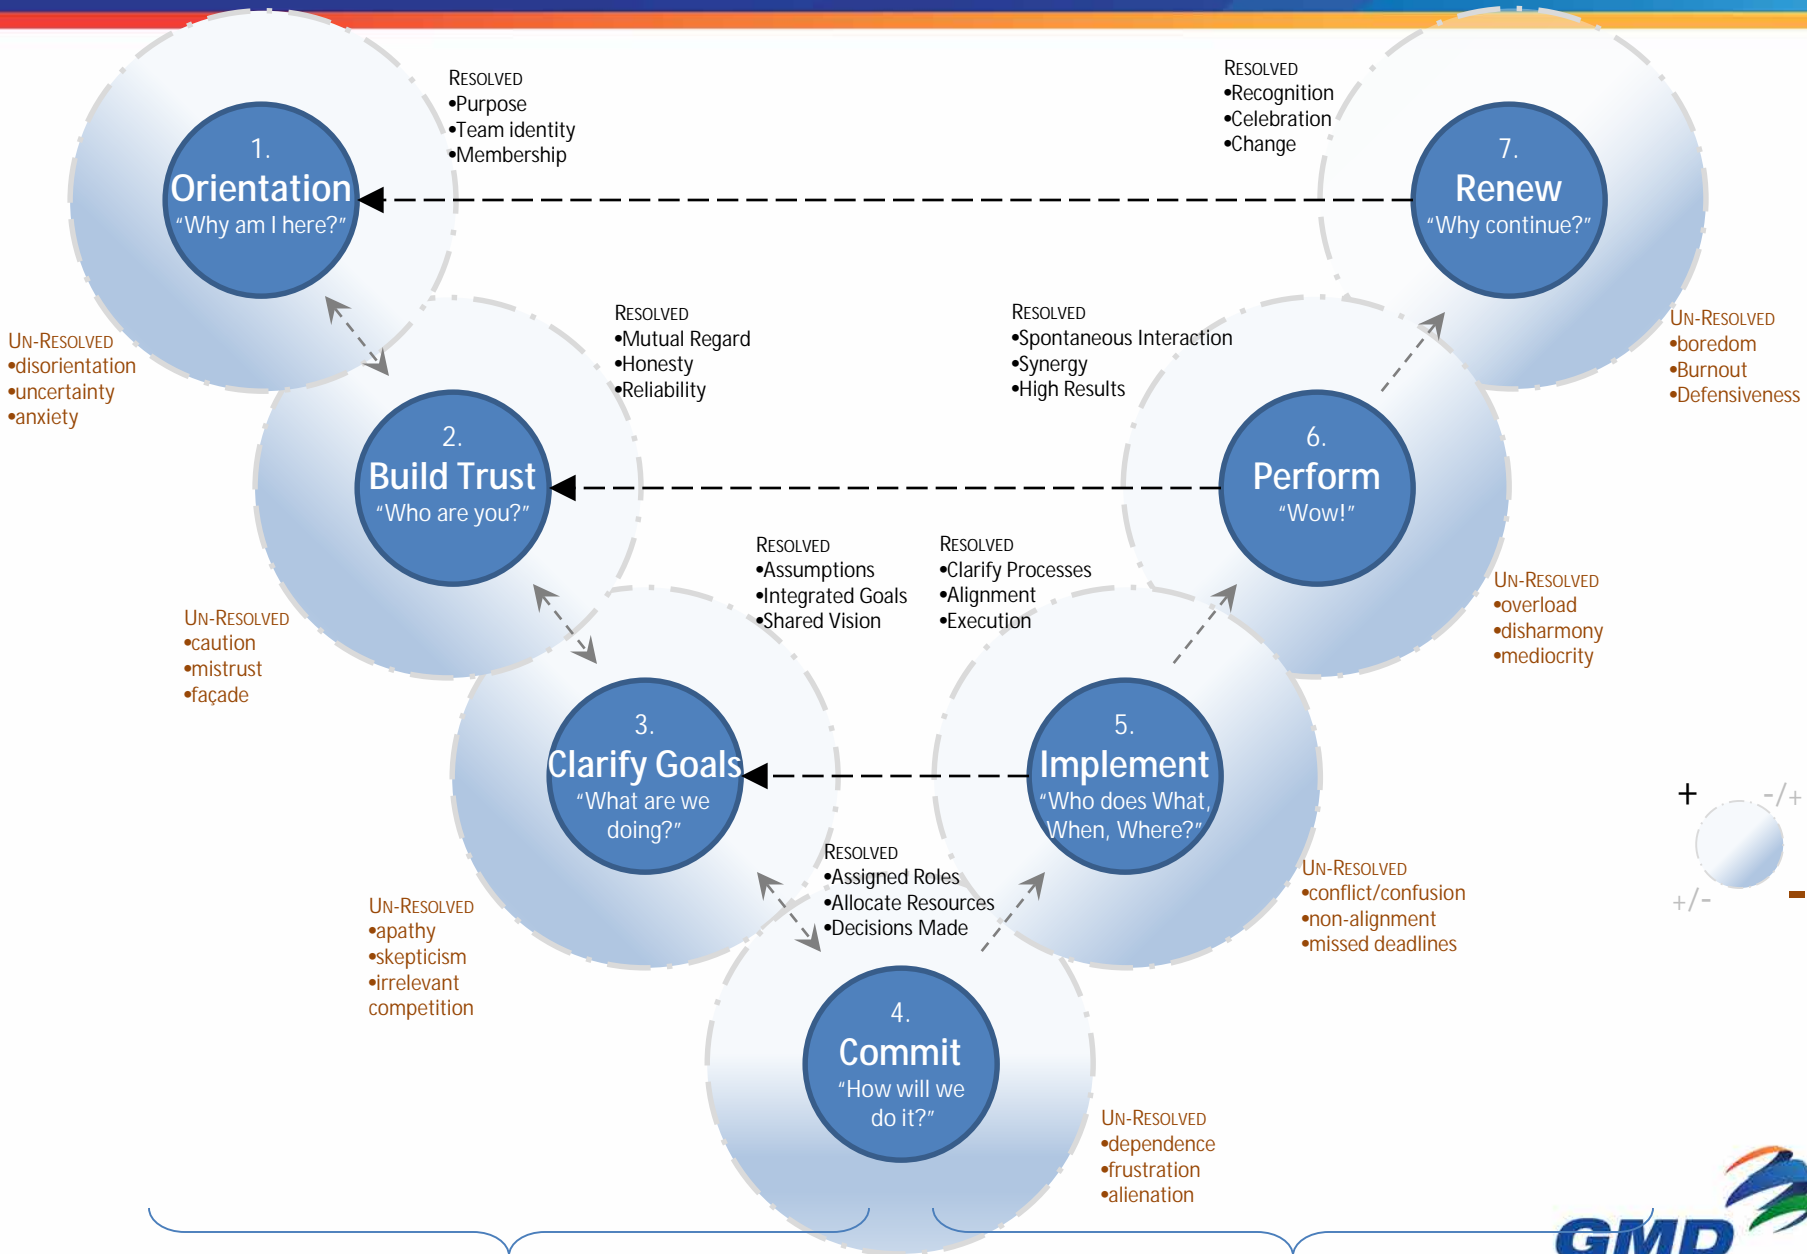 RESOLVED
•Purpose
•Team identity
•Membership
1.
Orientation
“Why am I here?”
UN-RESOLVED
•disorientation
•uncertainty
•anxiety
RESOLVED
•Mutual Regard
•Honesty
•Reliability
2.
Build Trust
“Who are you?”
UN-RESOLVED
•caution
•mistrust
•façade
RESOLVED
•Assumptions
•Integrated Goals
•Shared Vision
3.
Clarify Goals
“What are we
doing?”
UN-RESOLVED
•apathy
•skepticism
•irrelevant
competition
RESOLVED
•Assigned Roles
•Allocate Resources
•Decisions Made
4.
Commit
“How will we
do it?”
UN-RESOLVED
•dependence
•frustration
•alienation
RESOLVED
•Clarify Processes
•Alignment
•Execution
5.
Implement
“Who does What,
When, Where?”
UN-RESOLVED
•conflict/confusion
•non-alignment
•missed deadlines
RESOLVED
•Spontaneous Interaction
•Synergy
•High Results
6.
Perform
“Wow!”
UN-RESOLVED
•overload
•disharmony
•mediocrity
RESOLVED
•Recognition
•Celebration
•Change
7.
Renew
“Why continue?”
UN-RESOLVED
•boredom
•Burnout
•Defensiveness
+
-/+
+/-
-
GMD